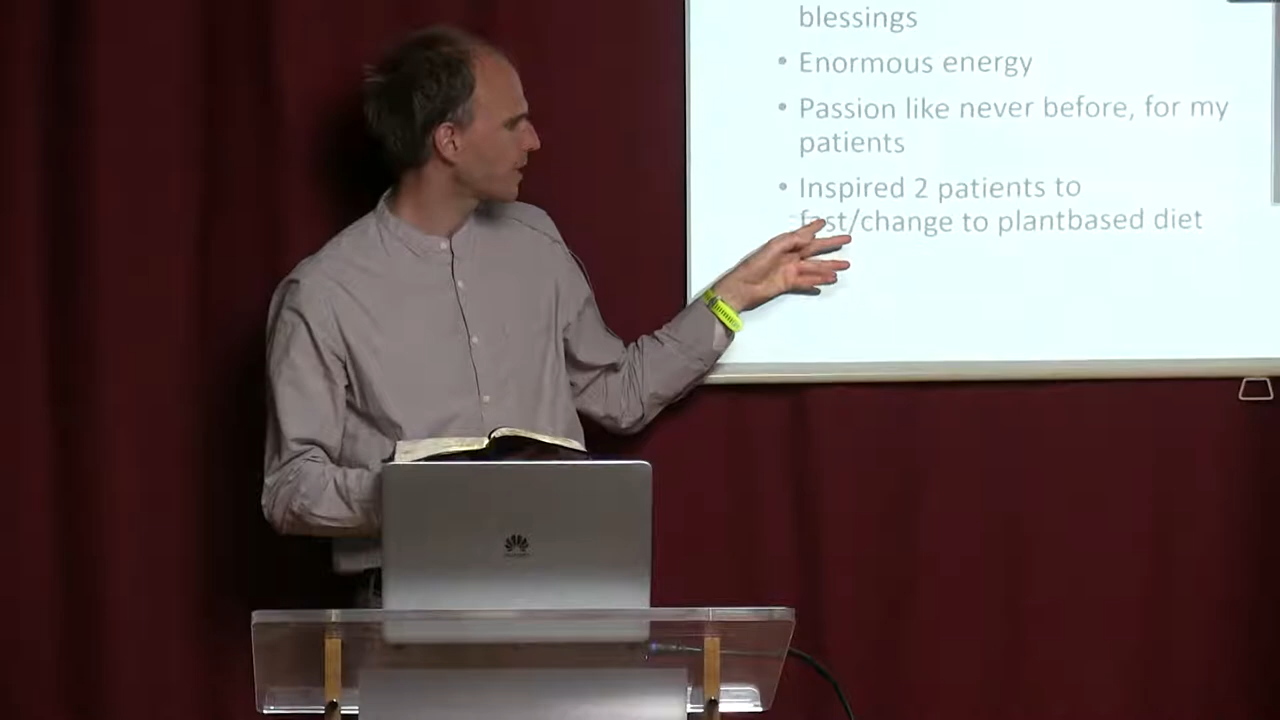 blessings
• Enormous energy
• Passion like never before, for my
patients
• Inspired 2 patients to
fast/change to plantbased diet